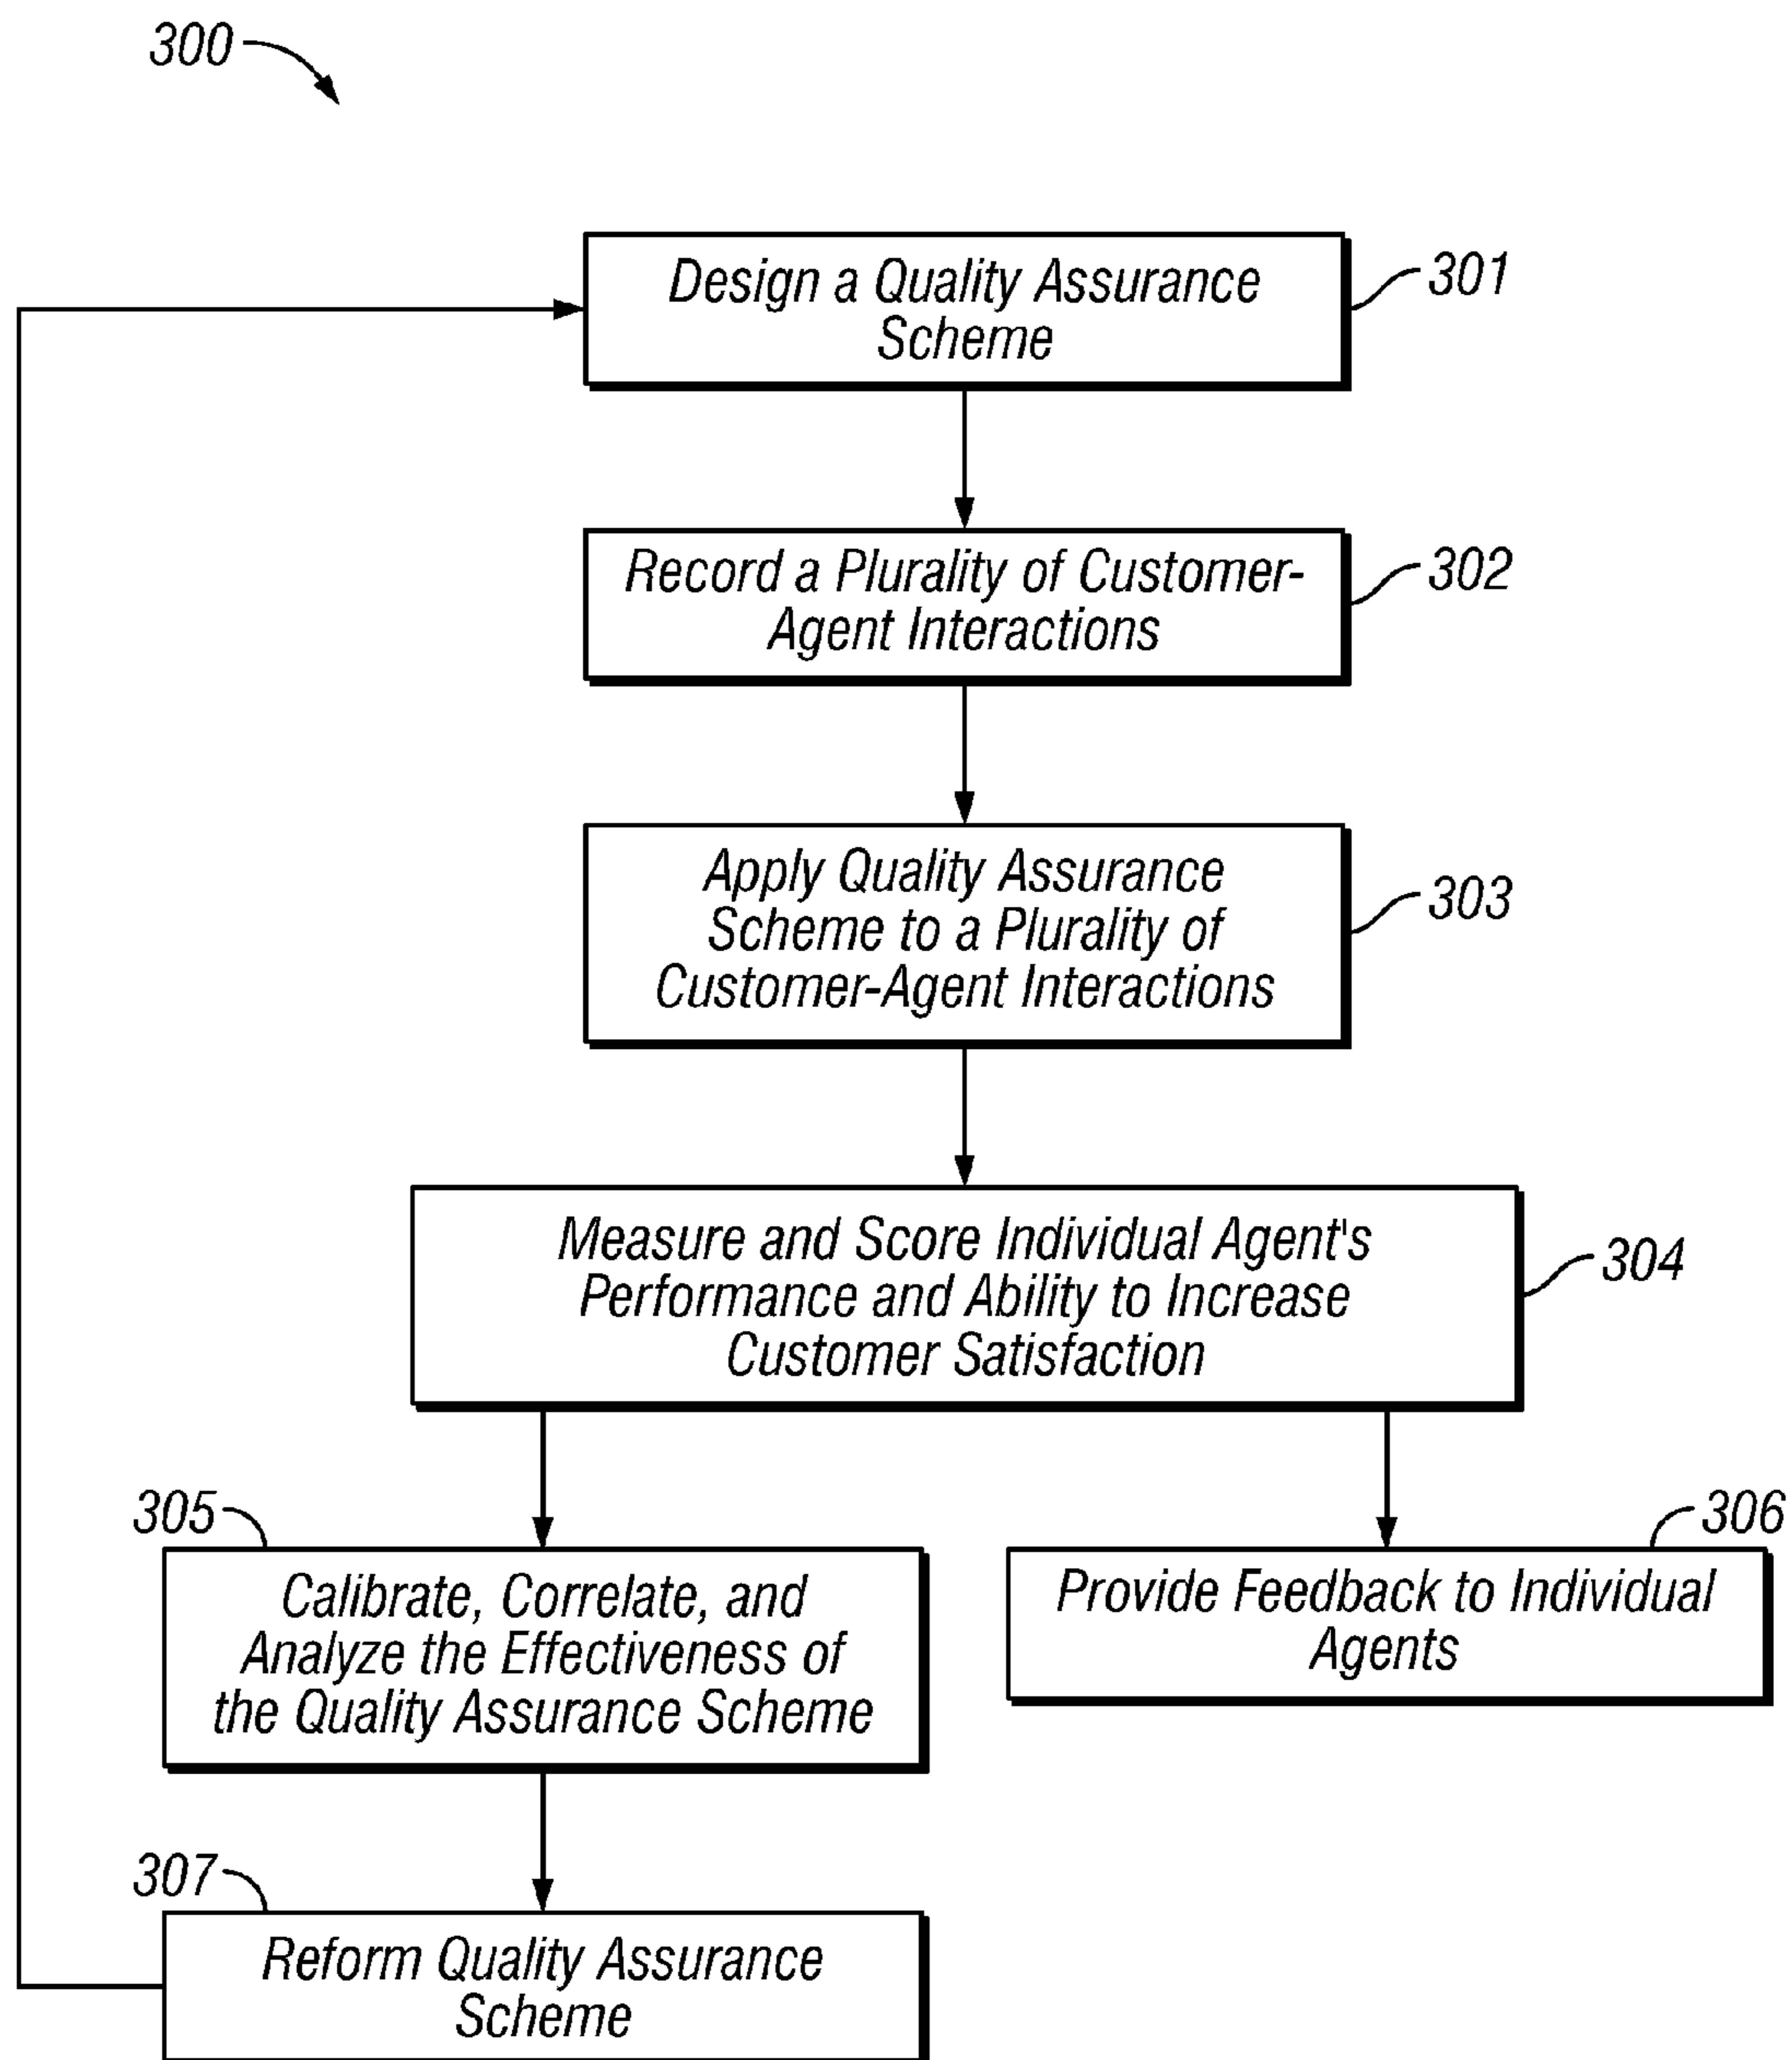 300
Design a Quality Assurance
Scheme
301
Record a Plurality of Customer-
Agent Interactions
302
Apply Quality Assurance
Scheme to a Plurality of
Customer-Agent Interactions
303
Measure and Score Individual Agent's
Performance and Ability to Increase
Customer Satisfaction
304
305
Calibrate, Correlate, and
Analyze the Effectiveness of
the Quality Assurance Scheme
306
Provide Feedback to Individual
Agents
307
Reform Quality Assurance
Scheme